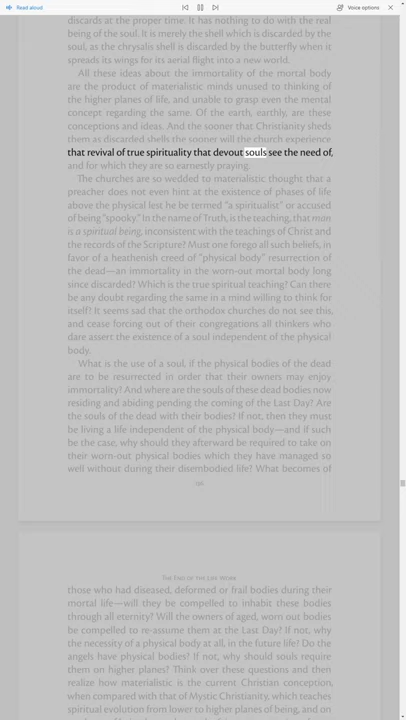 Read aloud
Voice options
discards at the proper time. It has nothing to do with the real
being of the soul. It is merely the shell which is discarded by the
soul, as the chrysalis shell is discarded by the butterfly when it
spreads its wings for its aerial flight into a new world.
All these ideas about the immortality of the mortal body
are the product of materialistic minds unused to thinking of
the higher planes of life, and unable to grasp even the mental
concept regarding the same. Of the earth, earthly, are these
conceptions and ideas. And the sooner that Christianity sheds
them as discarded shells the sooner will the church experience
that revival of true spirituality that devout souls see the need of,
and for which they are so earnestly praying.
The churches are so wedded to materialistic thought that a
preacher does not even hint at the existence of phases of life
above the physical lest he be termed “a spiritualist” or accused
of being “spooky.” In the name of Truth, is the teaching, that man
is a spiritual being, inconsistent with the teachings of Christ and
the records of the Scripture? Must one forego all such beliefs, in
favor of a heathenish creed of “physical body” resurrection of
the dead—an immortality in the worn-out mortal body long
since discarded? Which is the true spiritual teaching? Can there
be any doubt regarding the same in a mind willing to think for
itself? It seems sad that the orthodox churches do not see this,
and cease forcing out of their congregations all thinkers who
dare assert the existence of a soul independent of the physical
body.
What is the use of a soul, if the physical bodies of the dead
are to be resurrected in order that their owners may enjoy
immortality? And where are the souls of these dead bodies now
residing and abiding pending the coming of the Last Day? Are
the souls of the dead with their bodies? If not, then they must
be living a life independent of the physical body—and if such
be the case, why should they afterward be required to take on
their worn-out physical bodies which they have managed so
well without during their disembodied life? What becomes of
The End of the Life Work
those who had diseased, deformed or frail bodies during their
mortal life—will they be compelled to inhabit these bodies
through all eternity? Will the owners of aged, worn out bodies
be compelled to re-assume them at the Last Day? If not, why
the necessity of a physical body at all, in the future life? Do the
angels have physical bodies? If not, why should souls require
them on higher planes? Think over these questions and then
realize how materialistic is the current Christian conception,
when compared with that of Mystic Christianity, which teaches
spiritual evolution from lower to higher planes of being, and on